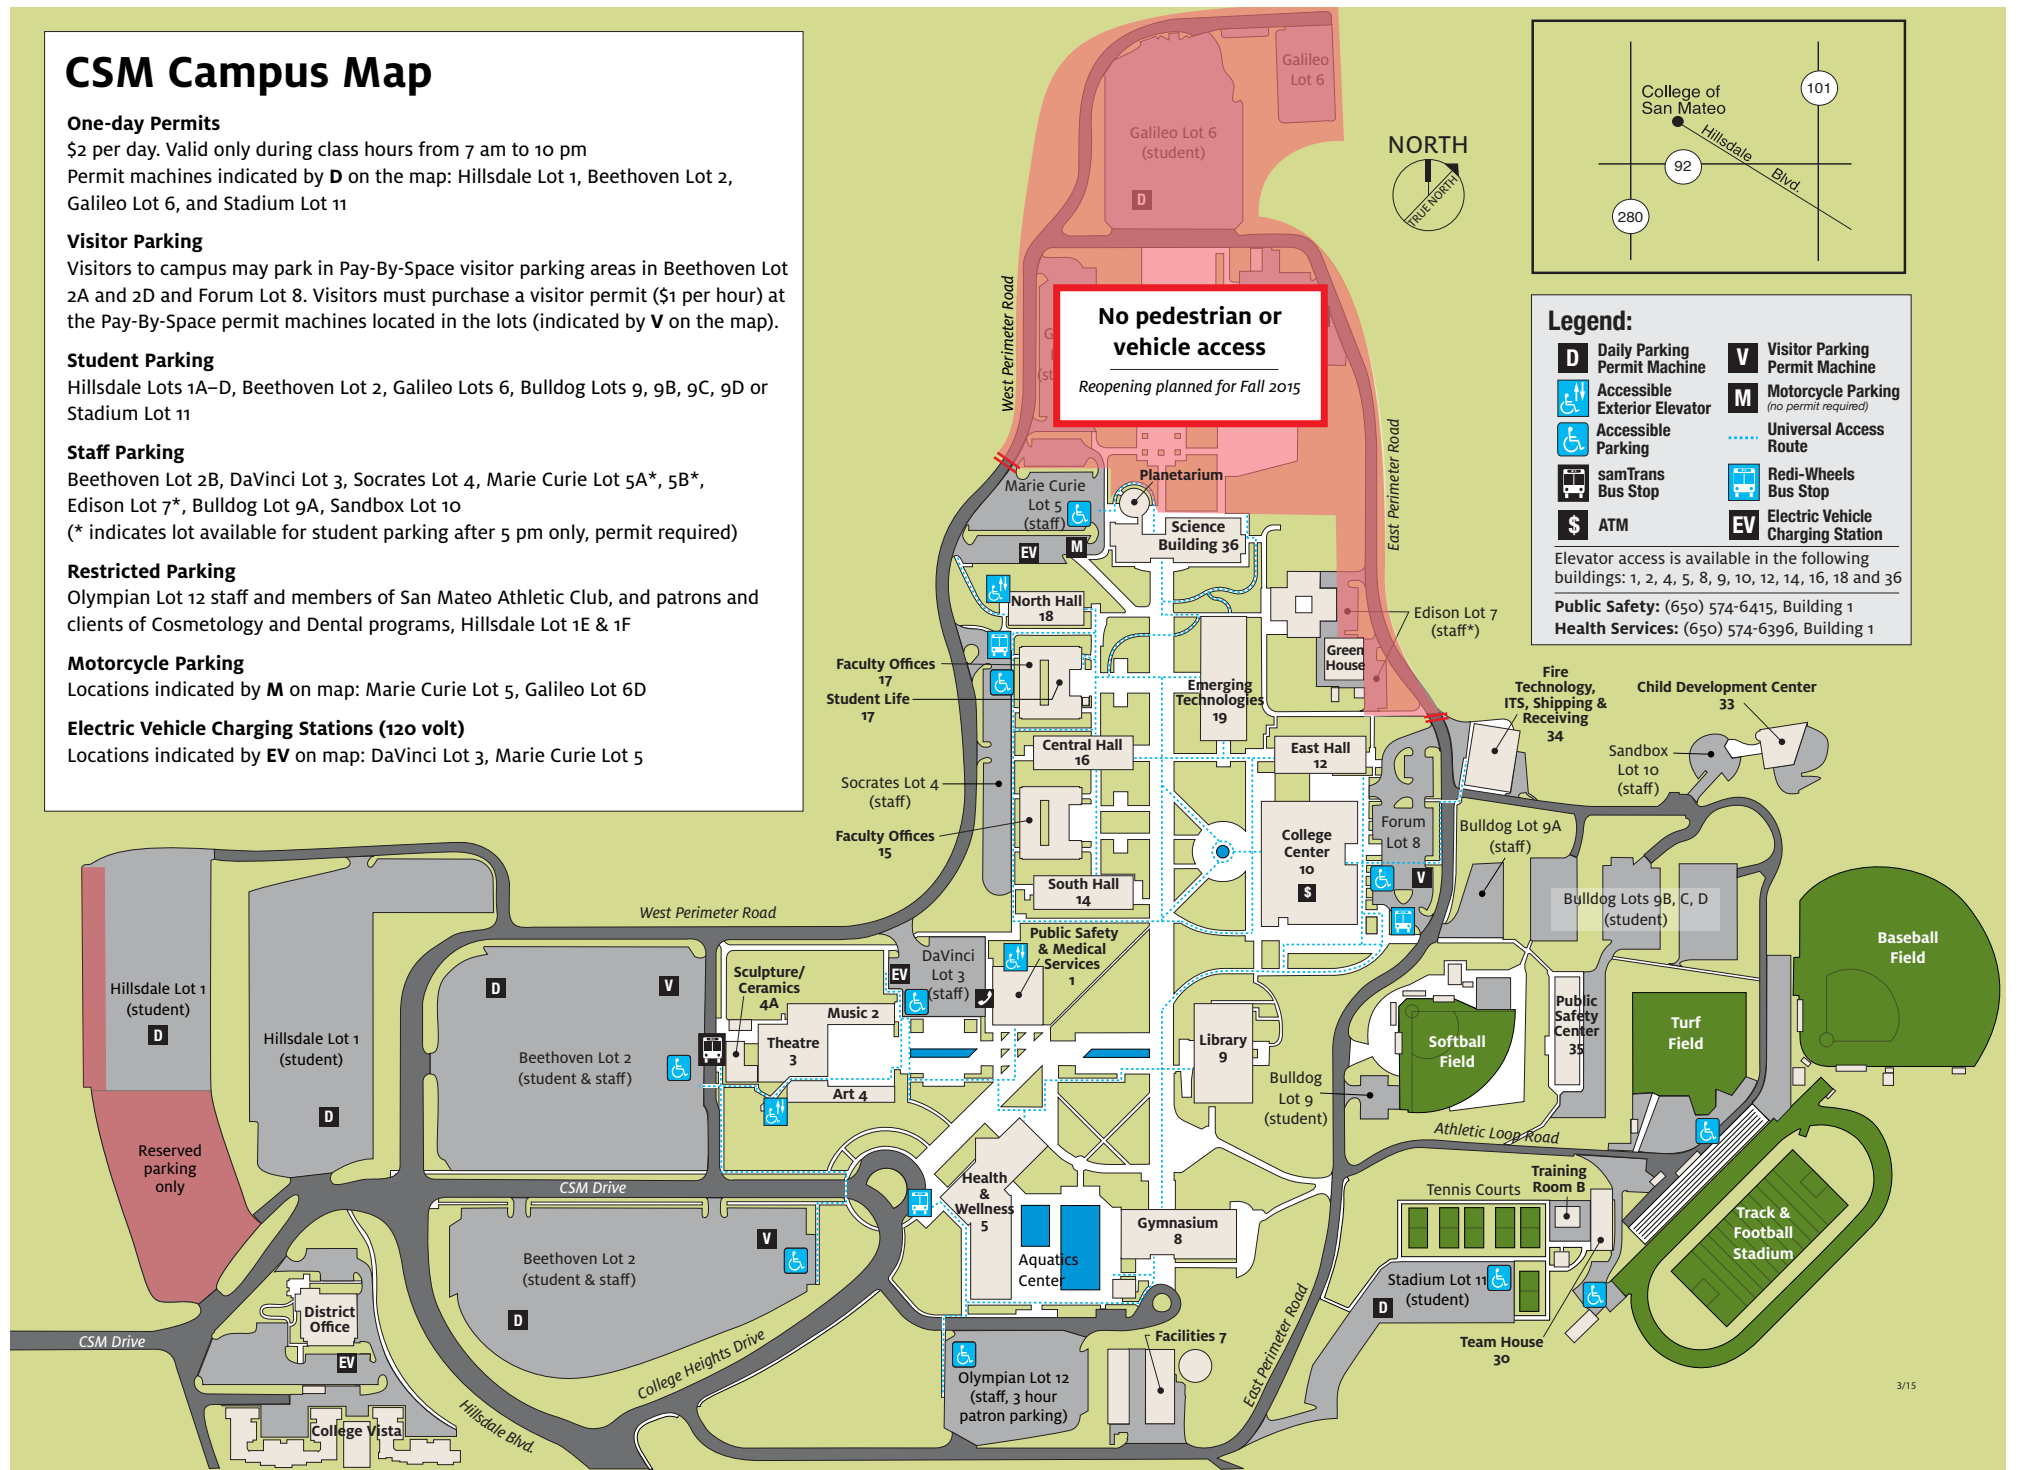 CSM Campus Map
One-day Permits
$2 per day. Valid only during class hours from 7 am to 10 pm
Permit machines indicated by D on the map: Hillsdale Lot 1, Beethoven Lot 2,
Galileo Lot 6, and Stadium Lot 11
Visitor Parking
Visitors to campus may park in Pay-By-Space visitor parking areas in Beethoven Lot
2A and 2D and Forum Lot 8. Visitors must purchase a visitor permit ($1 per hour) at
the Pay-By-Space permit machines located in the lots (indicated by V on the map).
Student Parking
Hillsdale Lots 1A–D, Beethoven Lot 2, Galileo Lots 6, Bulldog Lots 9, 9B, 9C, 9D or
Stadium Lot 11
Staff Parking
Beethoven Lot 2B, DaVinci Lot 3, Socrates Lot 4, Marie Curie Lot 5A*, 5B*,
Edison Lot 7*, Bulldog Lot 9A, Sandbox Lot 10
(* indicates lot available for student parking after 5 pm only, permit required)
Restricted Parking
Olympian Lot 12 staff and members of San Mateo Athletic Club, and patrons and
clients of Cosmetology and Dental programs, Hillsdale Lot 1E & 1F
Motorcycle Parking
Locations indicated by M on map: Marie Curie Lot 5, Galileo Lot 6D
Electric Vehicle Charging Stations (120 volt)
Locations indicated by EV on map: DaVinci Lot 3, Marie Curie Lot 5
Galileo
Lot 6
Galileo Lot 6
(student)
D
NORTH
TRUE NORTH
College of
San Mateo
101
Hillsdale
Blvd.
92
280
West Perimeter Road
No pedestrian or
vehicle access
Reopening planned for Fall 2015
East Perimeter Road
Legend:
D
Daily Parking
Permit Machine
V
Visitor Parking
Permit Machine
Accessible
Exterior Elevator
M
Motorcycle Parking
(no permit required)
Accessible
Parking
Universal Access
Route
samTrans
Bus Stop
Redi-Wheels
Bus Stop
$
ATM
EV
Electric Vehicle
Charging Station
Elevator access is available in the following
buildings: 1, 2, 4, 5, 8, 9, 10, 12, 14, 16, 18 and 36
Public Safety: (650) 574-6415, Building 1
Health Services: (650) 574-6396, Building 1
Planetarium
Marie Curie
Lot 5
(staff)
Science
Building 36
EV
M
North Hall
18
Edison Lot 7
(staff*)
Green
House
Faculty Offices
17
Student Life
17
Emerging
Technologies
19
Fire
Technology,
ITS, Shipping &
Receiving
34
Child Development Center
33
Central Hall
16
East Hall
12
Sandbox
Lot 10
(staff)
Socrates Lot 4
(staff)
Faculty Offices
15
College
Center
10
$
Forum
Lot 8
V
Bulldog Lot 9A
(staff)
South Hall
14
Bulldog Lots 9B, C, D
(student)
West Perimeter Road
Public Safety
& Medical
Services
1
DaVinci
Lot 3
(staff)
EV
Baseball
Field
Hillsdale Lot 1
(student)
D
Hillsdale Lot 1
(student)
D
D
V
Beethoven Lot 2
(student & staff)
Sculpture/
Ceramics
4A
Music 2
Theatre
3
Art 4
Library
9
Softball
Field
Public
Safety
Center
35
Turf
Field
Bulldog
Lot 9
(student)
Athletic Loop Road
Reserved
parking
only
CSM Drive
Health
&
Wellness
5
Training
Room B
Tennis Courts
Gymnasium
8
Aquatics
Center
Track &
Football
Stadium
V
Beethoven Lot 2
(student & staff)
D
Stadium Lot 11
(student)
D
District
Office
CSM Drive
EV
Team House
30
Facilities 7
College Heights Drive
East Perimeter Road
Olympian Lot 12
(staff, 3 hour
patron parking)
3/15
Hillsdale Blvd.
College Vista